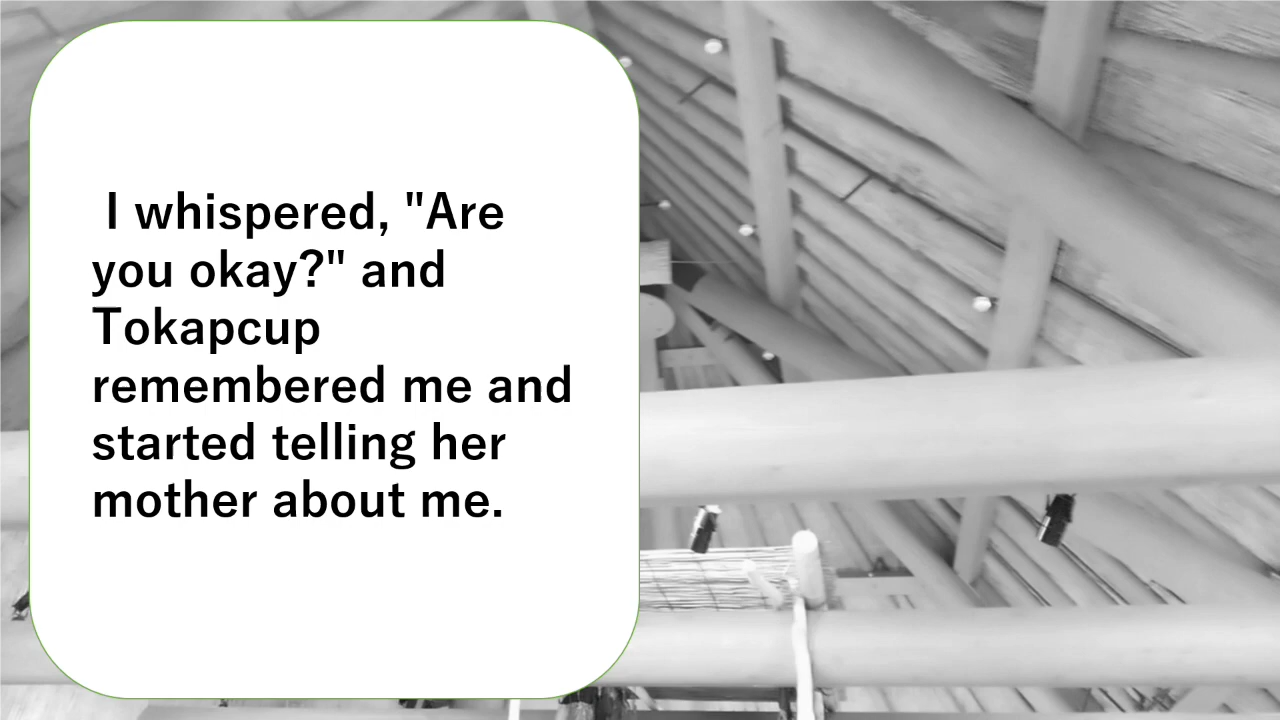 I whispered, "Are
you okay?" and
Tokapcup
remembered me and
started telling her
mother about me.